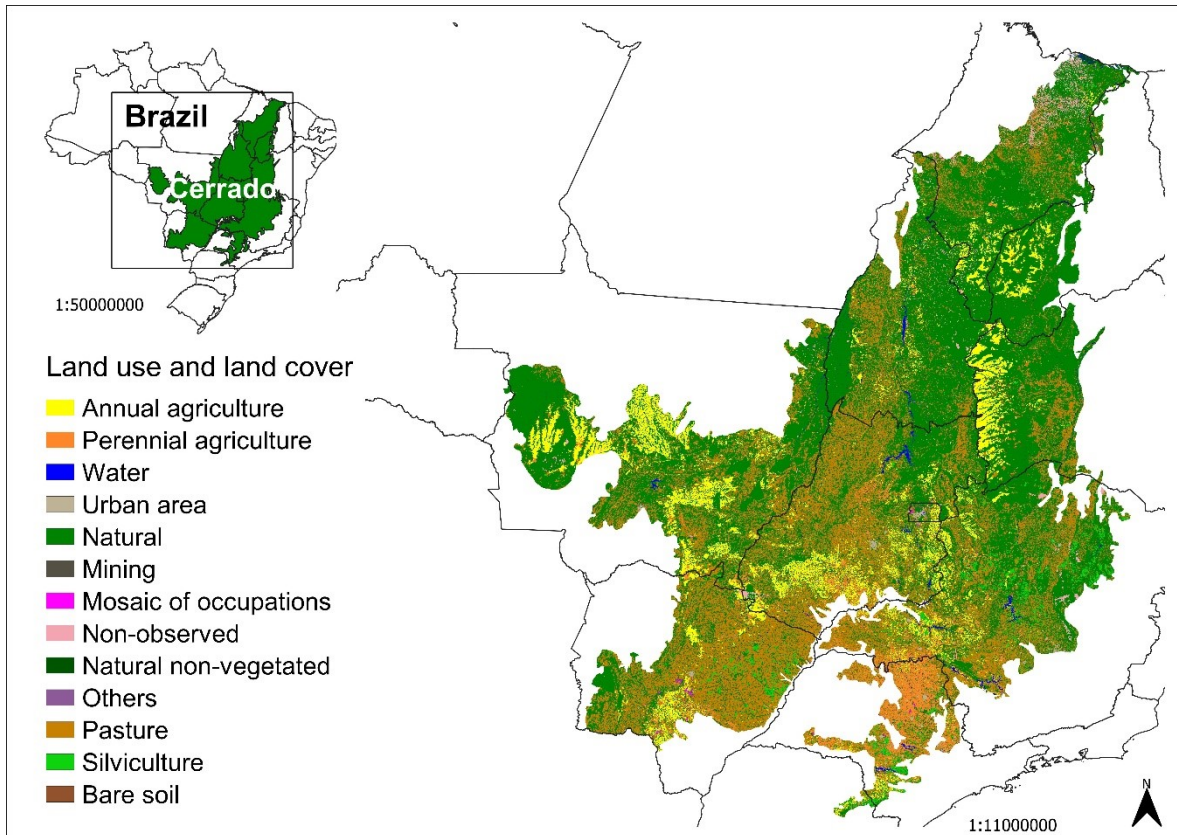 Brazil
Cerrado
1:50000000
Land use and land cover
Annual agriculture
Perennial agriculture
Water
Urban area
Natural
Mining
Mosaic of occupations
Non-observed
Natural non-vegetated
Others
Pasture
Silviculture
Bare soil
N
1:11000000